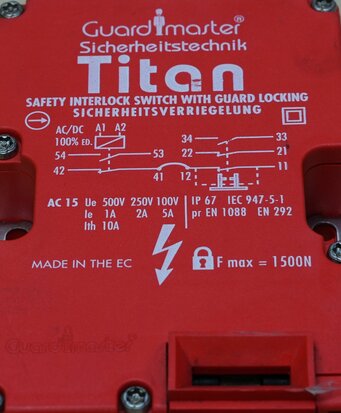 Guardmaster®
Sicherheitstechnik
Titan
SAFETY INTERLOCK SWITCH WITH GUARD LOCKING
SICHERHEITSVERRIEGELUNG
AC/DC A1 A2
100% ED.
34 33
54 53 22 21
42 41 12 11
AC 15 Ue 500V 250V 100V IP 67 IEC 947-5-1
Ie 1A 2A 5A pr EN 1088 EN 292
Ith 10A
MADE IN THE EC F max = 1500N
Guardmaster®